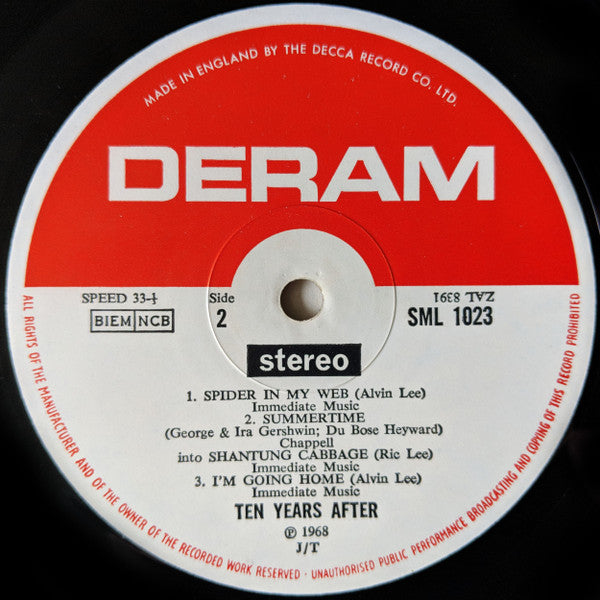 MADE IN ENGLAND BY THE DECCA RECORD CO. LTD.
DERAM
SPEED 33-⅓
BIEM NCB
Side
2
ZAL 8391
SML 1023
stereo
1. SPIDER IN MY WEB (Alvin Lee)
Immediate Music
2. SUMMERTIME
(George & Ira Gershwin; Du Bose Heyward)
Chappell
into SHANTUNG CABBAGE (Ric Lee)
Immediate Music
3. I'M GOING HOME (Alvin Lee)
Immediate Music
TEN YEARS AFTER
℗ 1968
J/T
ALL RIGHTS OF THE MANUFACTURER AND OF THE OWNER OF THE RECORDED WORK RESERVED · UNAUTHORISED PUBLIC PERFORMANCE BROADCASTING AND COPYING OF THIS RECORD PROHIBITED